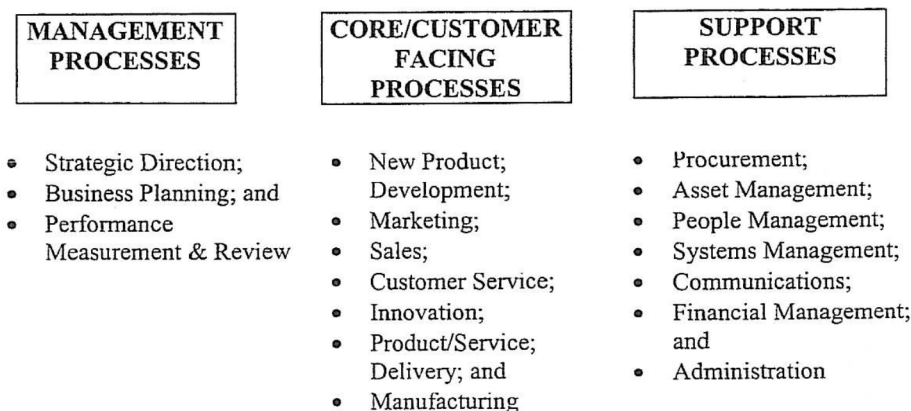 MANAGEMENT
PROCESSES
CORE/CUSTOMER
FACING
PROCESSES
SUPPORT
PROCESSES
• Strategic Direction;
• Business Planning; and
• Performance
Measurement & Review
• New Product;
Development;
• Marketing;
• Sales;
• Customer Service;
• Innovation;
• Product/Service;
Delivery; and
• Manufacturing
• Procurement;
• Asset Management;
• People Management;
• Systems Management;
• Communications;
• Financial Management;
and
• Administration